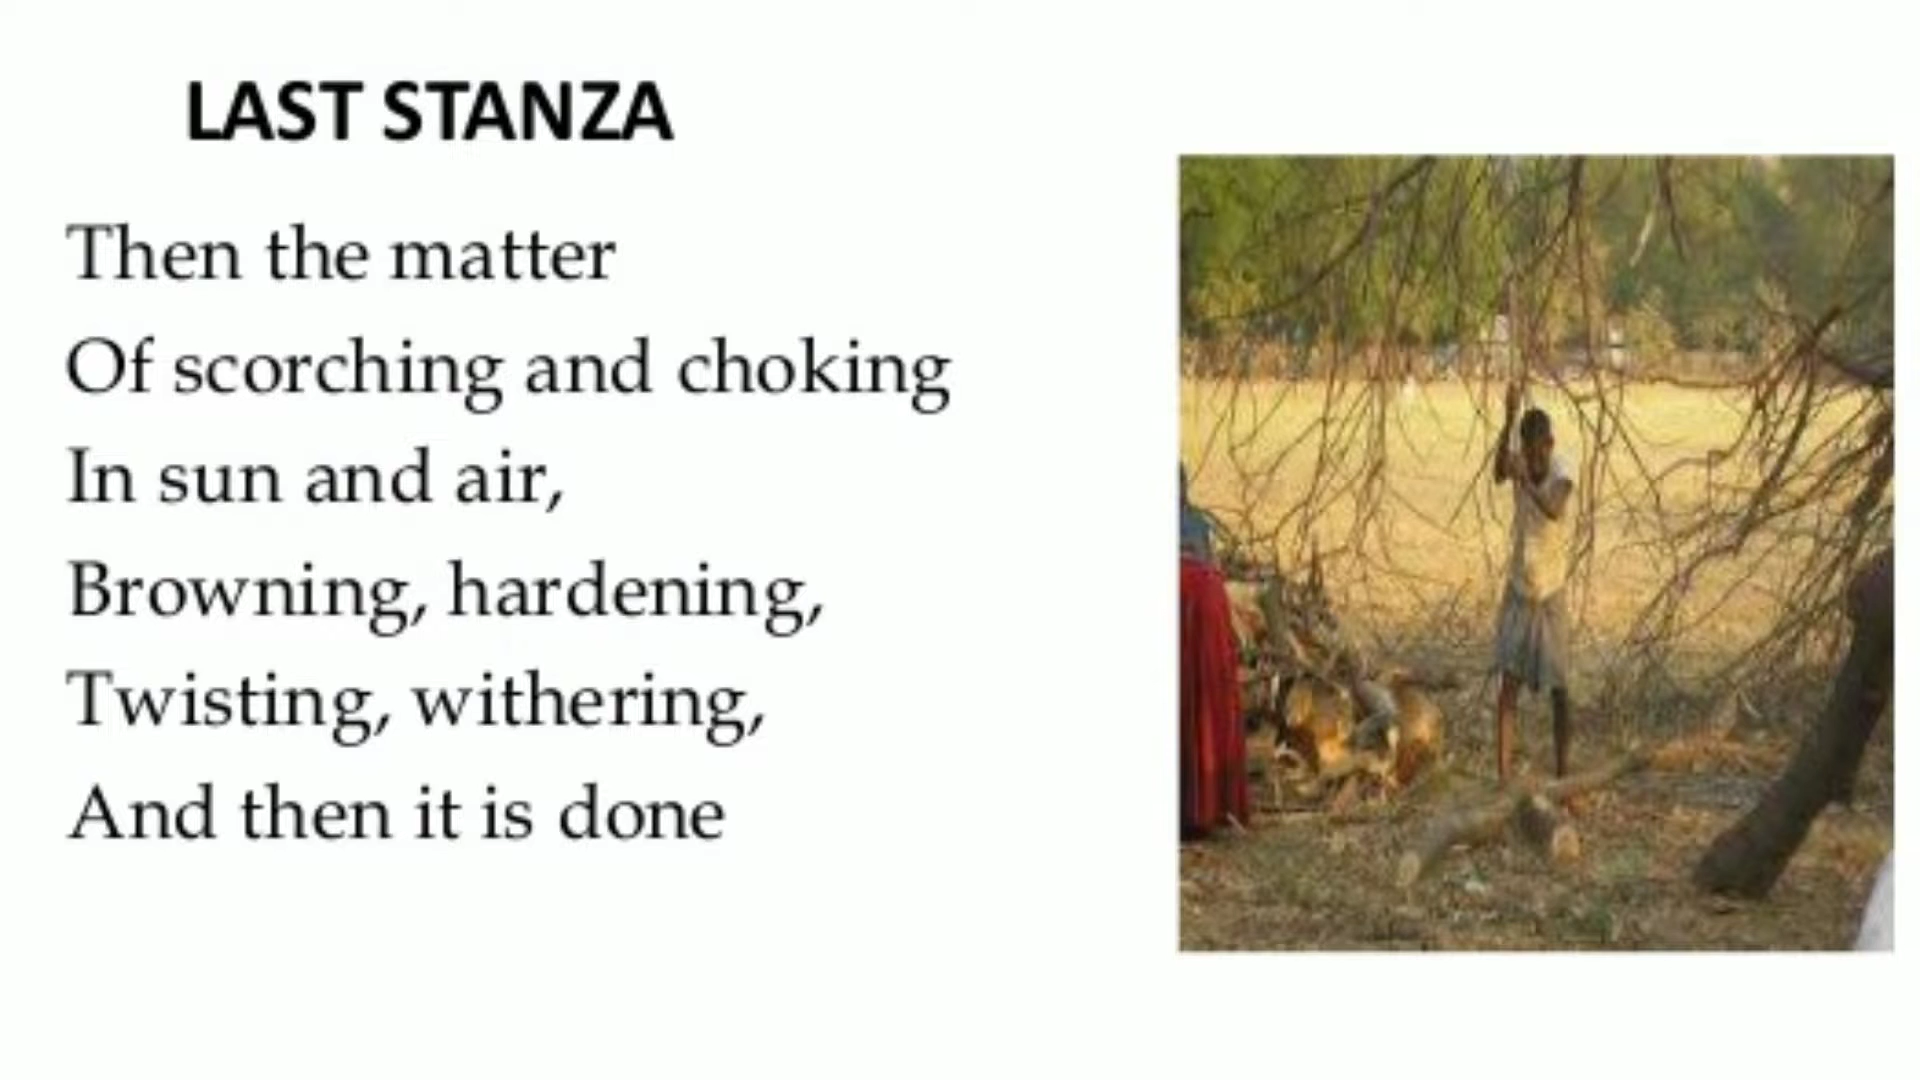 LAST STANZA
Then the matter
Of scorching and choking
In sun and air,
Browning, hardening,
Twisting, withering,
And then it is done